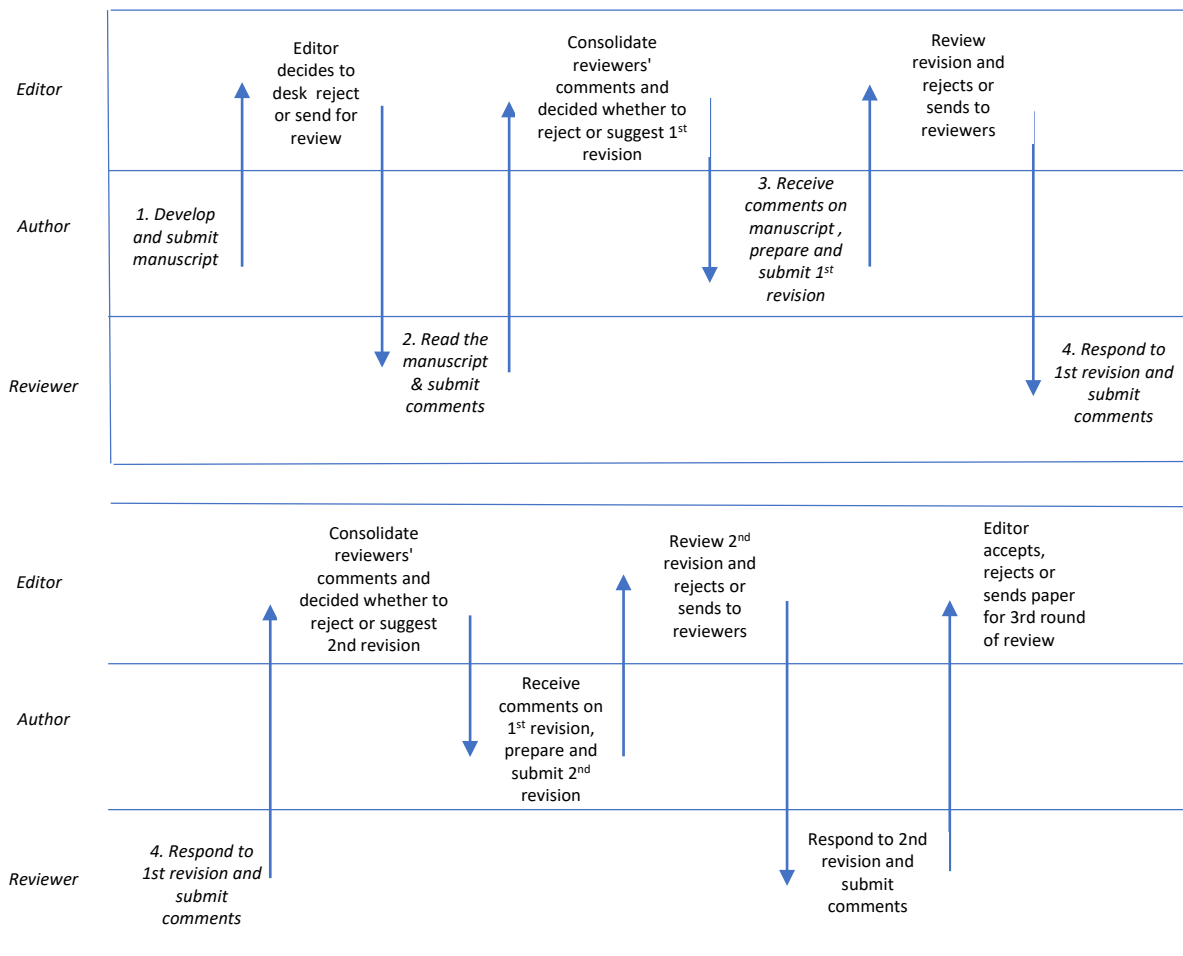 Editor
Editor
decides to
desk reject
or send for
review
Consolidate
reviewers'
comments and
decided whether to
reject or suggest 1st
revision
Review
revision and
rejects or
sends to
reviewers
Author
1. Develop
and submit
manuscript
3. Receive
comments on
manuscript ,
prepare and
submit 1st
revision
Reviewer
2. Read the
manuscript
& submit
comments
4. Respond to
1st revision and
submit
comments
Editor
Consolidate
reviewers'
comments and
decided whether to
reject or suggest
2nd revision
Review 2nd
revision and
rejects or
sends to
reviewers
Editor
accepts,
rejects or
sends paper
for 3rd round
of review
Author
Receive
comments on
1st revision,
prepare and
submit 2nd
revision
Reviewer
4. Respond to
1st revision and
submit
comments
Respond to 2nd
revision and
submit
comments